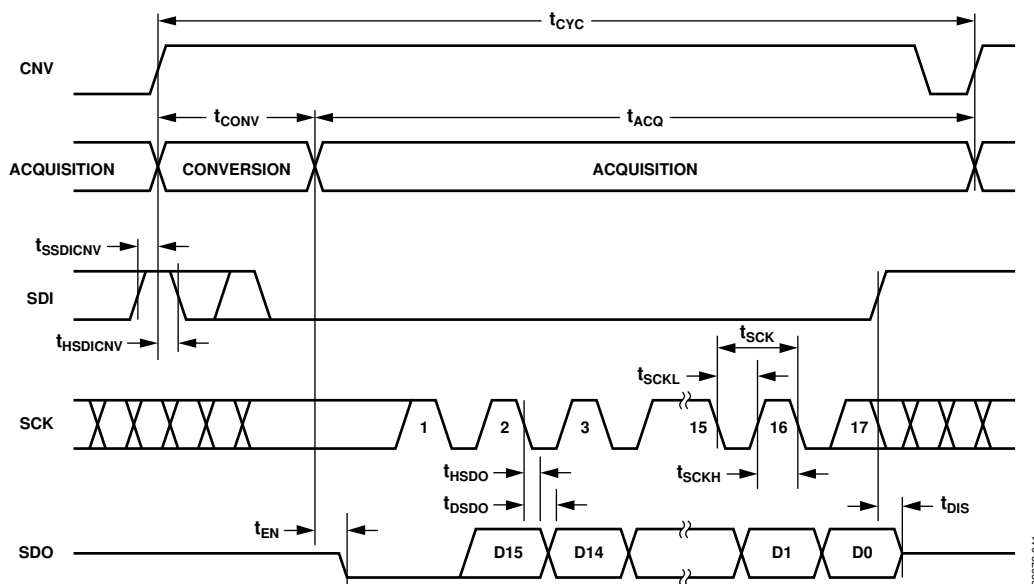 tCYC
CNV
tCONV
tACQ
ACQUISITION
CONVERSION
ACQUISITION
tSSDICNV
SDI
tHSDICNV
tSCK
tSCKL
SCK
1
2
3
15
16
17
tHSDO
tSCKH
tDSDO
tDIS
tEN
SDO
D15
D14
D1
D0